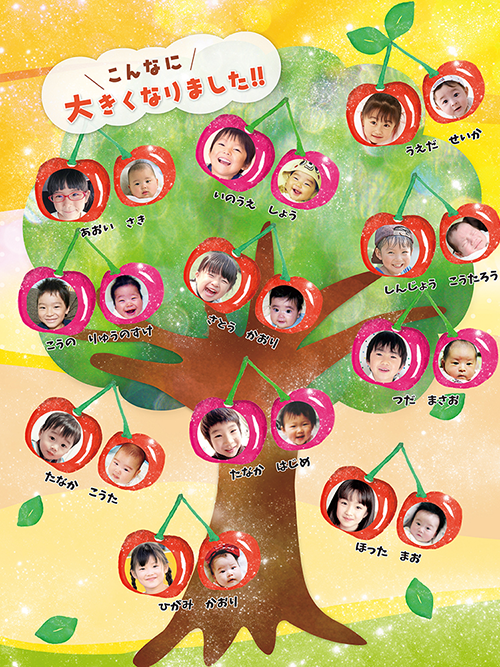 こんなに
大きくなりました!!
うえだ せいか
いのうえ しょう
あおい さき
しんじょう こうたろう
さとう かおり
こうの りゅうのすけ
つだ まさお
たなか はじめ
たなか こうた
ほった まお
ひがみ かおり